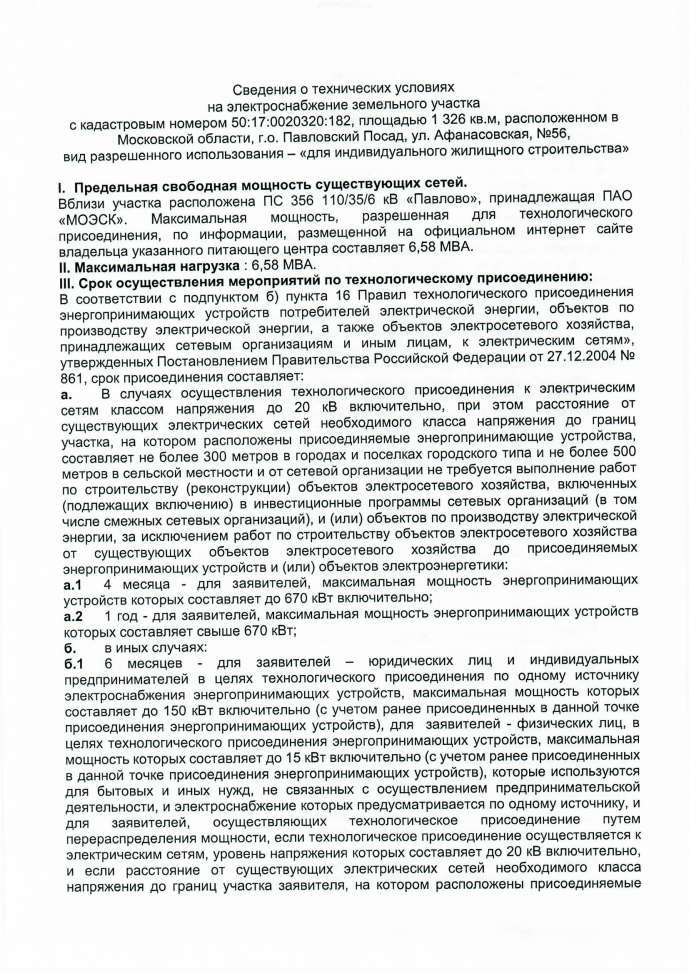 Сведения о технических условиях
на электроснабжение земельного участка
с кадастровым номером 50:17:0020320:182, площадью 1 326 кв.м, расположенном в
Московской области, г.о. Павловский Посад, ул. Афанасовская, №56,
вид разрешенного использования – «для индивидуального жилищного строительства»
I. Предельная свободная мощность существующих сетей.
Вблизи участка расположена ПС 356 110/35/6 кВ «Павлово», принадлежащая ПАО
«МОЭСК». Максимальная мощность, разрешенная для технологического
присоединения, по информации, размещенной на официальном интернет сайте
владельца указанного питающего центра составляет 6,58 МВА.
II. Максимальная нагрузка : 6,58 МВА.
III. Срок осуществления мероприятий по технологическому присоединению:
В соответствии с подпунктом б) пункта 16 Правил технологического присоединения
энергопринимающих устройств потребителей электрической энергии, объектов по
производству электрической энергии, а также объектов электросетевого хозяйства,
принадлежащих сетевым организациям и иным лицам, к электрическим сетям»,
утвержденных Постановлением Правительства Российской Федерации от 27.12.2004 №
861, срок присоединения составляет:
а. В случаях осуществления технологического присоединения к электрическим
сетям классом напряжения до 20 кВ включительно, при этом расстояние от
существующих электрических сетей необходимого класса напряжения до границ
участка, на котором расположены присоединяемые энергопринимающие устройства,
составляет не более 300 метров в городах и поселках городского типа и не более 500
метров в сельской местности и от сетевой организации не требуется выполнение работ
по строительству (реконструкции) объектов электросетевого хозяйства, включенных
(подлежащих включению) в инвестиционные программы сетевых организаций (в том
числе смежных сетевых организаций), и (или) объектов по производству электрической
энергии, за исключением работ по строительству объектов электросетевого хозяйства
от существующих объектов электросетевого хозяйства до присоединяемых
энергопринимающих устройств и (или) объектов электроэнергетики:
а.1 4 месяца - для заявителей, максимальная мощность энергопринимающих
устройств которых составляет до 670 кВт включительно;
а.2 1 год - для заявителей, максимальная мощность энергопринимающих устройств
которых составляет свыше 670 кВт;
б. в иных случаях:
б.1 6 месяцев - для заявителей – юридических лиц и индивидуальных
предпринимателей в целях технологического присоединения по одному источнику
электроснабжения энергопринимающих устройств, максимальная мощность которых
составляет до 150 кВт включительно (с учетом ранее присоединенных в данной точке
присоединения энергопринимающих устройств), для заявителей - физических лиц, в
целях технологического присоединения энергопринимающих устройств, максимальная
мощность которых составляет до 15 кВт включительно (с учетом ранее присоединенных
в данной точке присоединения энергопринимающих устройств), которые используются
для бытовых и иных нужд, не связанных с осуществлением предпринимательской
деятельности, и электроснабжение которых предусматривается по одному источнику, и
для заявителей, осуществляющих технологическое присоединение путем
перераспределения мощности, если технологическое присоединение осуществляется к
электрическим сетям, уровень напряжения которых составляет до 20 кВ включительно,
и если расстояние от существующих электрических сетей необходимого класса
напряжения до границ участка заявителя, на котором расположены присоединяемые